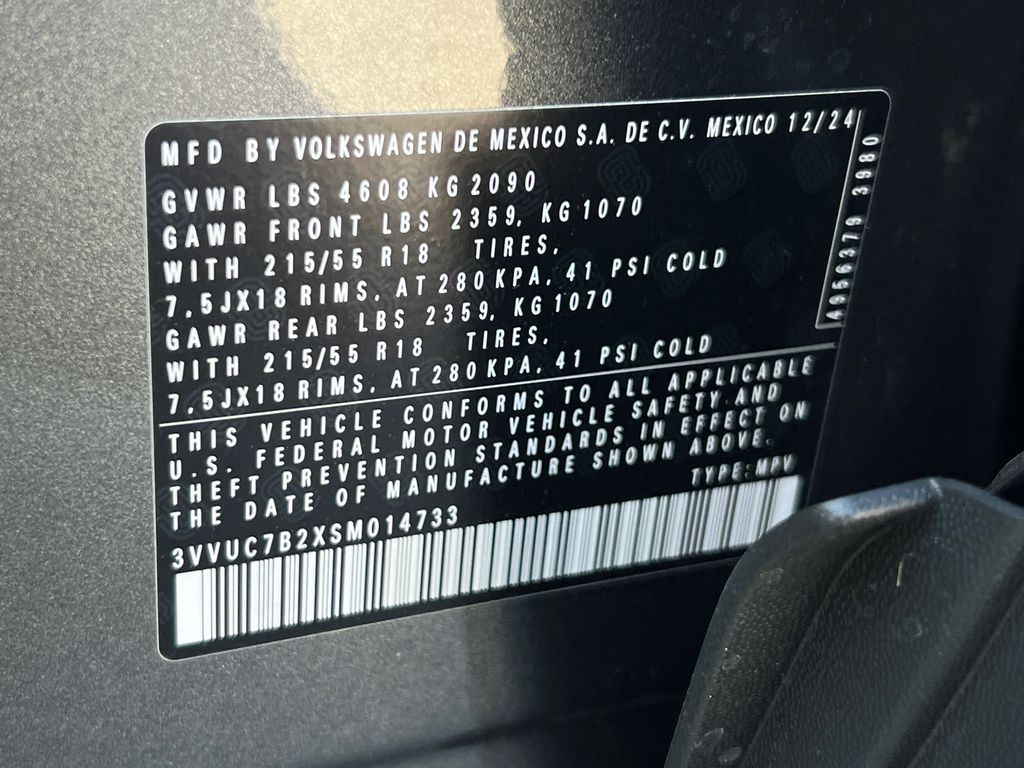 MFD BY VOLKSWAGEN DE MEXICO S.A. DE C.V. MEXICO 12/24
GVWR LBS 4608 KG 2090
GAWR FRONT LBS 2359, KG 1070
WITH 215/55 R18 TIRES,
7,5JX18 RIMS, AT 280 KPA, 41 PSI COLD
GAWR REAR LBS 2359, KG 1070
WITH 215/55 R18 TIRES,
7,5JX18 RIMS, AT 280 KPA, 41 PSI COLD
THIS VEHICLE CONFORMS TO ALL APPLICABLE
U.S. FEDERAL MOTOR VEHICLE SAFETY AND
THEFT PREVENTION STANDARDS IN EFFECT ON
THE DATE OF MANUFACTURE SHOWN ABOVE.
TYPE: MPV
3VVUC7B2XSM014733
3980